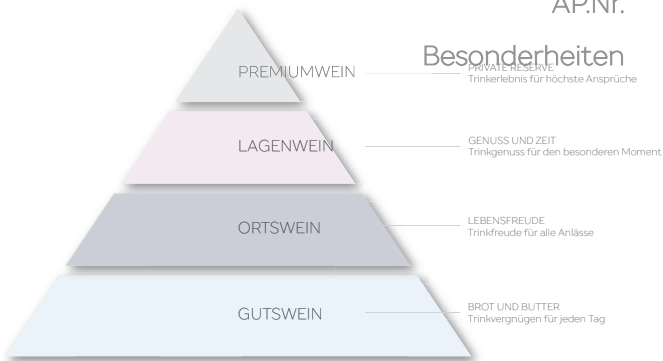 AP.Nr.
Besonderheiten
PREMIUMWEIN
PRIVATE RESERVE
Trinkerlebnis für höchste Ansprüche
LAGENWEIN
GENUSS UND ZEIT
Trinkgenuss für den besonderen Moment
ORTSWEIN
LEBENSFREUDE
Trinkfreude für alle Anlässe
GUTSWEIN
BROT UND BUTTER
Trinkvergnügen für jeden Tag